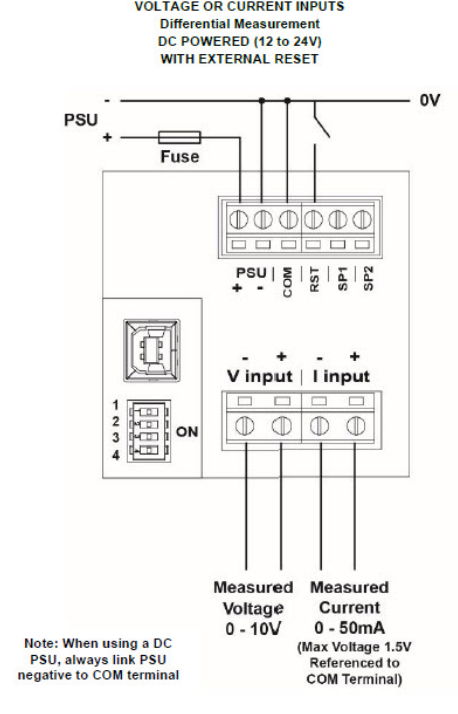 VOLTAGE OR CURRENT INPUTS
Differential Measurement
DC POWERED (12 to 24V)
WITH EXTERNAL RESET
- 0V
PSU
+
Fuse
PSU | COM | RST | SP1 | SP2
+ -
- + - +
V input | I input
1
2
3 ON
4
Measured Measured
Voltage Current
0 - 10V 0 - 50mA
(Max Voltage 1.5V
Referenced to
COM Terminal)
Note: When using a DC
PSU, always link PSU
negative to COM terminal